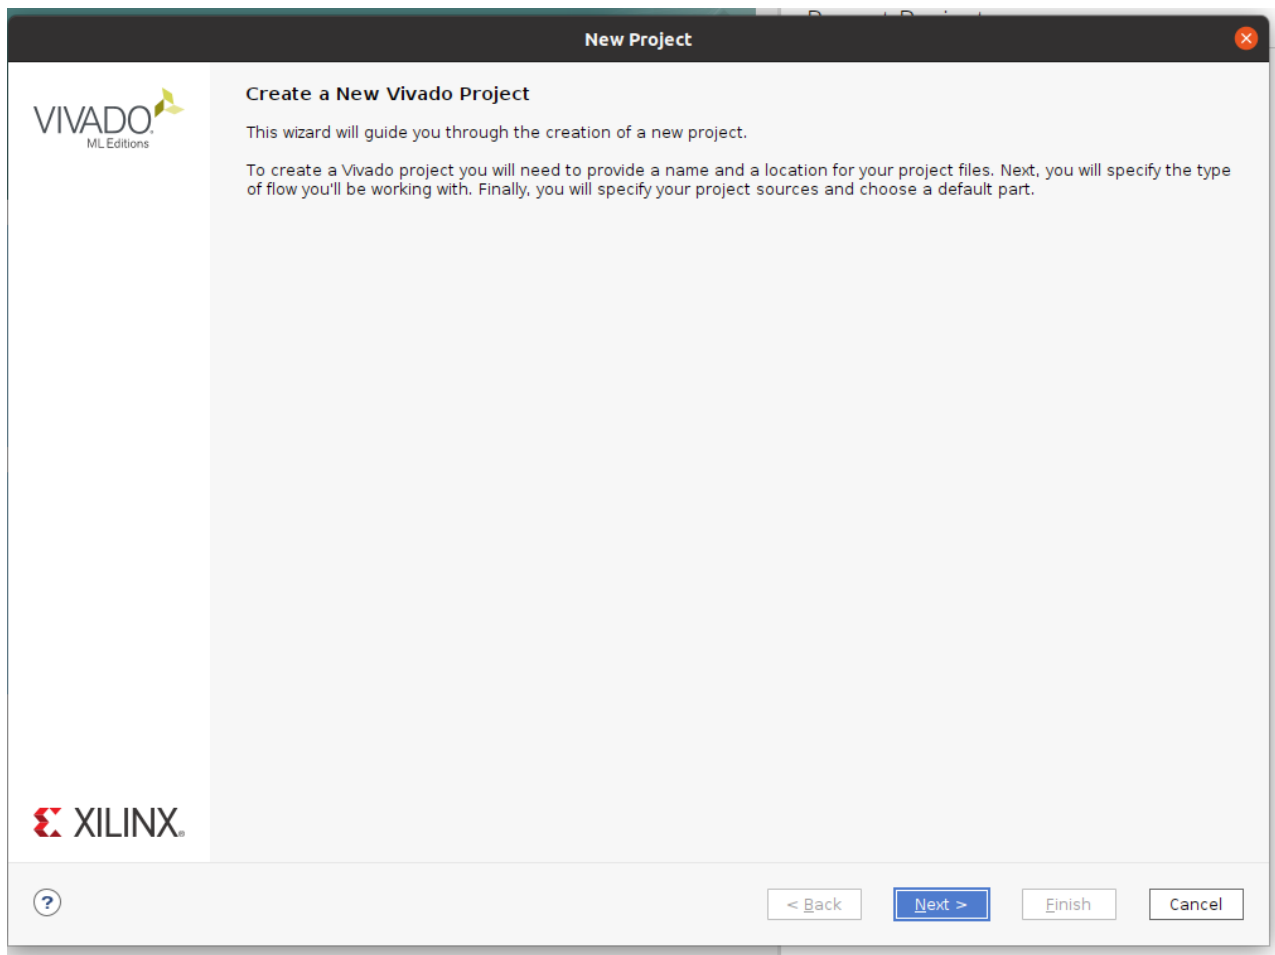 New Project
VIVADO.
ML Editions
Create a New Vivado Project
This wizard will guide you through the creation of a new project.
To create a Vivado project you will need to provide a name and a location for your project files. Next, you will specify the type
of flow you'll be working with. Finally, you will specify your project sources and choose a default part.
XILINX.
?
< Back
Next >
Finish
Cancel